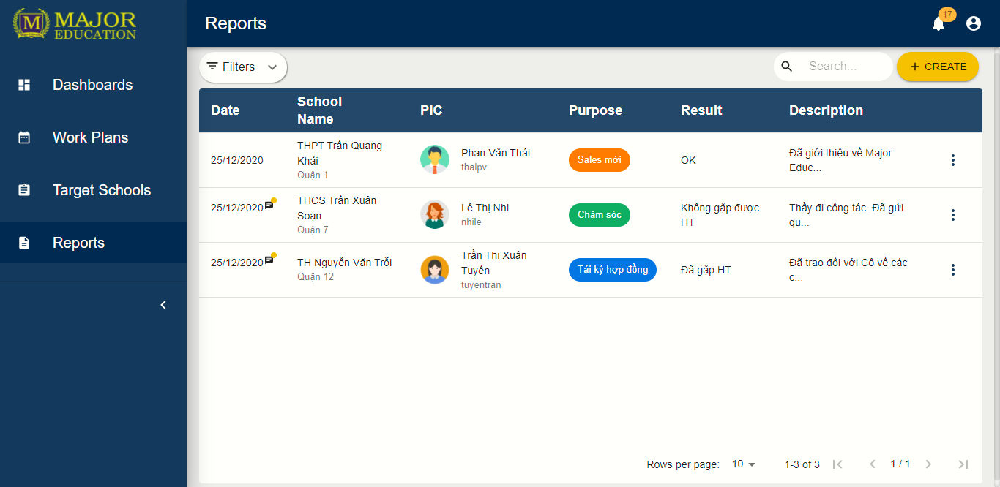 MAJOR
EDUCATION
Reports
17
Dashboards
Work Plans
Target Schools
Reports
Filters
Search...
+ CREATE
Date
School
Name
PIC
Purpose
Result
Description
25/12/2020
THPT Trần Quang
Khải
Quận 1
Phan Văn Thái
thaipv
Sales mới
OK
Đã giới thiệu về Major
Educ...
25/12/2020
THCS Trần Xuân
Soạn
Quận 7
Lê Thị Nhi
nhile
Chăm sóc
Không gặp được
HT
Thầy đi công tác. Đã gửi
qu...
25/12/2020
TH Nguyễn Văn Trỗi
Quận 12
Trần Thị Xuân
Tuyền
tuyentran
Tái ký hợp đồng
Đã gặp HT
Đã trao đổi với Cô về các
c...
Rows per page: 10 1-3 of 3 1 / 1